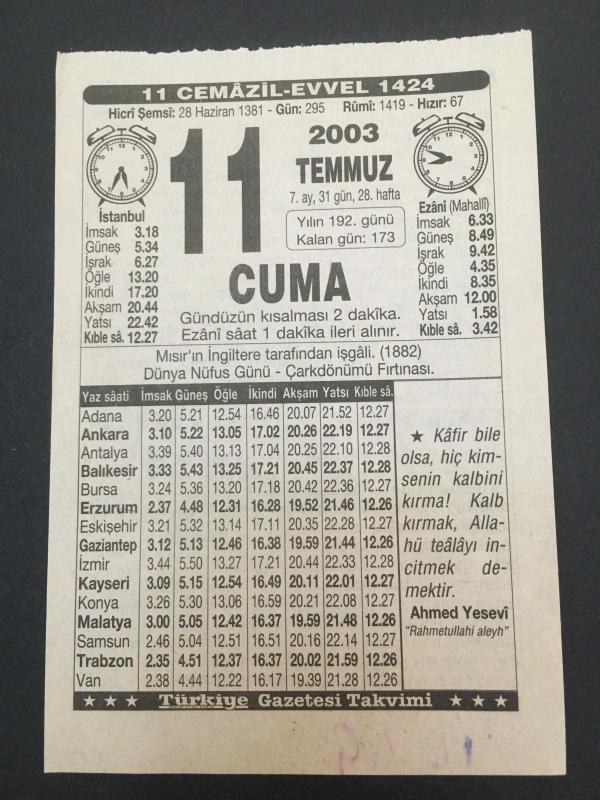 11 CEMÂZİL-EVVEL 1424
Hicrî Şemsî: 28 Haziran 1381 - Gün: 295 Rûmî: 1419 - Hızır: 67
11
2003
TEMMUZ
7. ay, 31 gün, 28. hafta
Yılın 192. günü
Kalan gün: 173
CUMA
Gündüzün kısalması 2 dakîka.
Ezânî sâat 1 dakîka ileri alınır.
İstanbul
İmsak 3.18
Güneş 5.34
İşrak 6.27
Öğle 13.20
İkindi 17.20
Akşam 20.44
Yatsı 22.42
Kıble sâ. 12.27
Ezânî (Mahallî)
İmsak 6.33
Güneş 8.49
İşrak 9.42
Öğle 4.35
İkindi 8.35
Akşam 12.00
Yatsı 1.58
Kıble sâ. 3.42
Mısır'ın İngiltere tarafından işgâli. (1882)
Dünya Nüfus Günü - Çarkdönümü Fırtınası.
Yaz sâati İmsak Güneş Öğle İkindi Akşam Yatsı Kıble sâ.
Adana 3.20 5.21 12.54 16.46 20.07 21.52 12.27
Ankara 3.10 5.22 13.05 17.02 20.26 22.19 12.27
Antalya 3.39 5.40 13.13 17.04 20.25 22.10 12.28
Balıkesir 3.33 5.43 13.25 17.21 20.45 22.37 12.28
Bursa 3.24 5.36 13.20 17.18 20.42 22.36 12.27
Erzurum 2.37 4.48 12.31 16.28 19.52 21.46 12.26
Eskişehir 3.21 5.32 13.14 17.11 20.35 22.28 12.27
Gaziantep 3.12 5.13 12.46 16.38 19.59 21.44 12.26
İzmir 3.44 5.50 13.27 17.21 20.44 22.33 12.28
Kayseri 3.09 5.15 12.54 16.49 20.11 22.01 12.27
Konya 3.26 5.30 13.06 16.59 20.21 22.08 12.27
Malatya 3.00 5.05 12.42 16.37 19.59 21.48 12.26
Samsun 2.46 5.04 12.51 16.51 20.16 22.14 12.27
Trabzon 2.35 4.51 12.37 16.37 20.02 21.59 12.26
Van 2.38 4.44 12.22 16.17 19.39 21.28 12.26
★ Kâfir bile
olsa, hiç kim-
senin kalbini
kırma! Kalb
kırmak, Alla-
hü teâlâyı in-
citmek de-
mektir.
Ahmed Yesevî
"Rahmetullahi aleyh"
★ ★ ★ Türkiye Gazetesi Takvimi ★ ★ ★